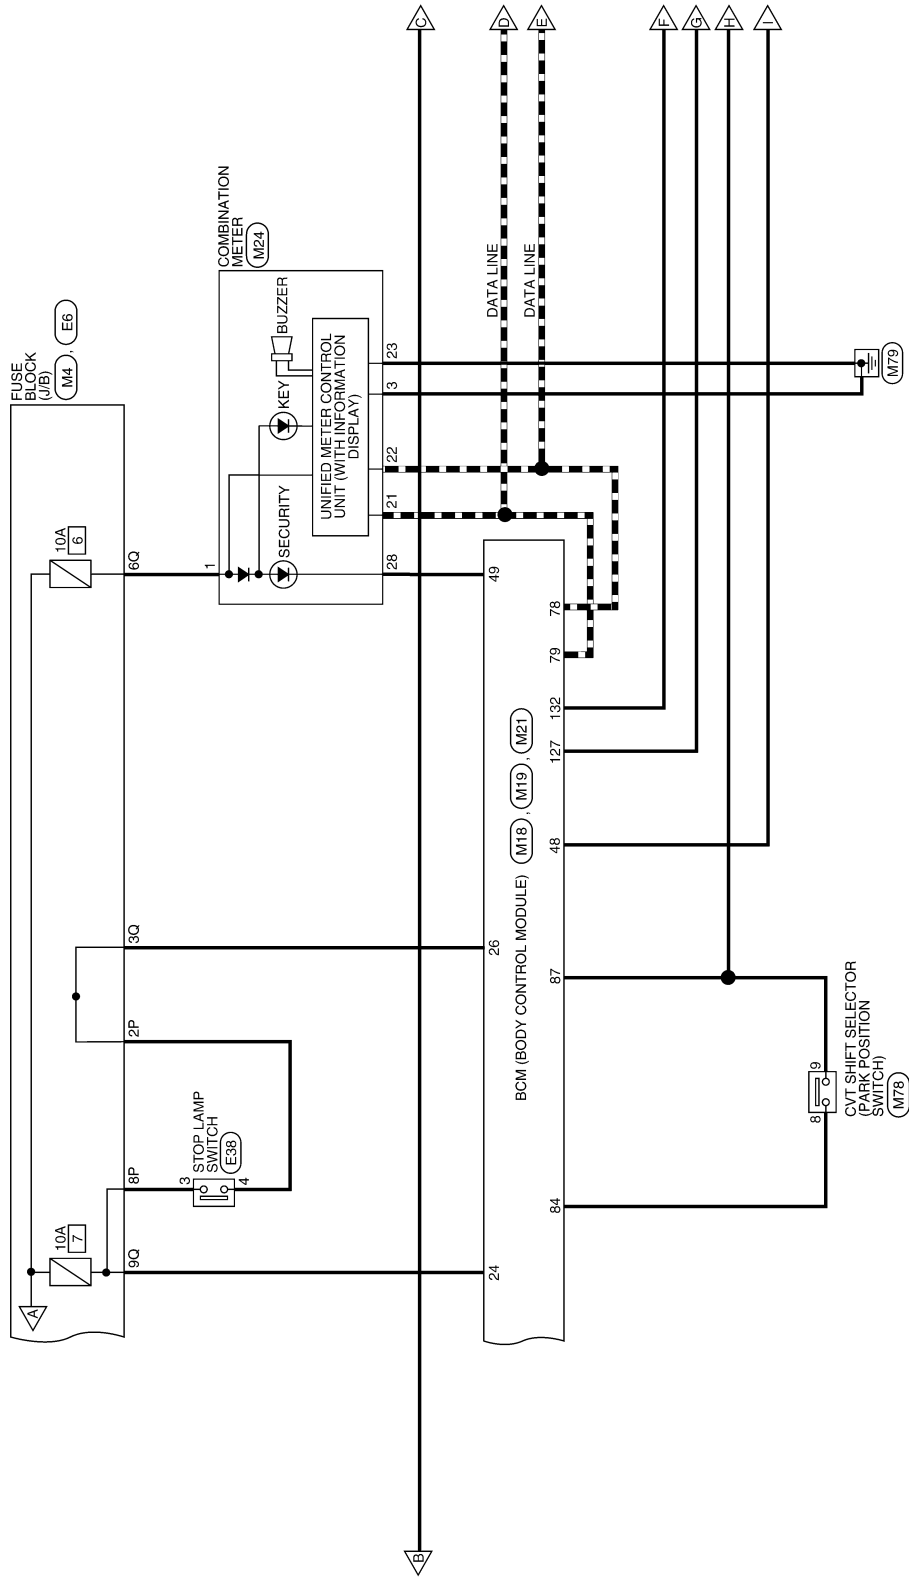 FUSE
BLOCK
(J/B)
M4 , E6
A
10A
7
10A
6
9Q
8P
2P
3Q
6Q
STOP LAMP
SWITCH
E38
3
4
COMBINATION
METER
M24
1
SECURITY
KEY
BUZZER
UNIFIED METER CONTROL
UNIT (WITH INFORMATION
DISPLAY)
28
21
22
3
23
B
C
DATA LINE
D
DATA LINE
E
24
26
49
BCM (BODY CONTROL MODULE)
M18 , M19 , M21
84
87
48
127
132
79
78
F
G
H
I
8
9
CVT SHIFT SELECTOR
(PARK POSITION
SWITCH)
M78
M79